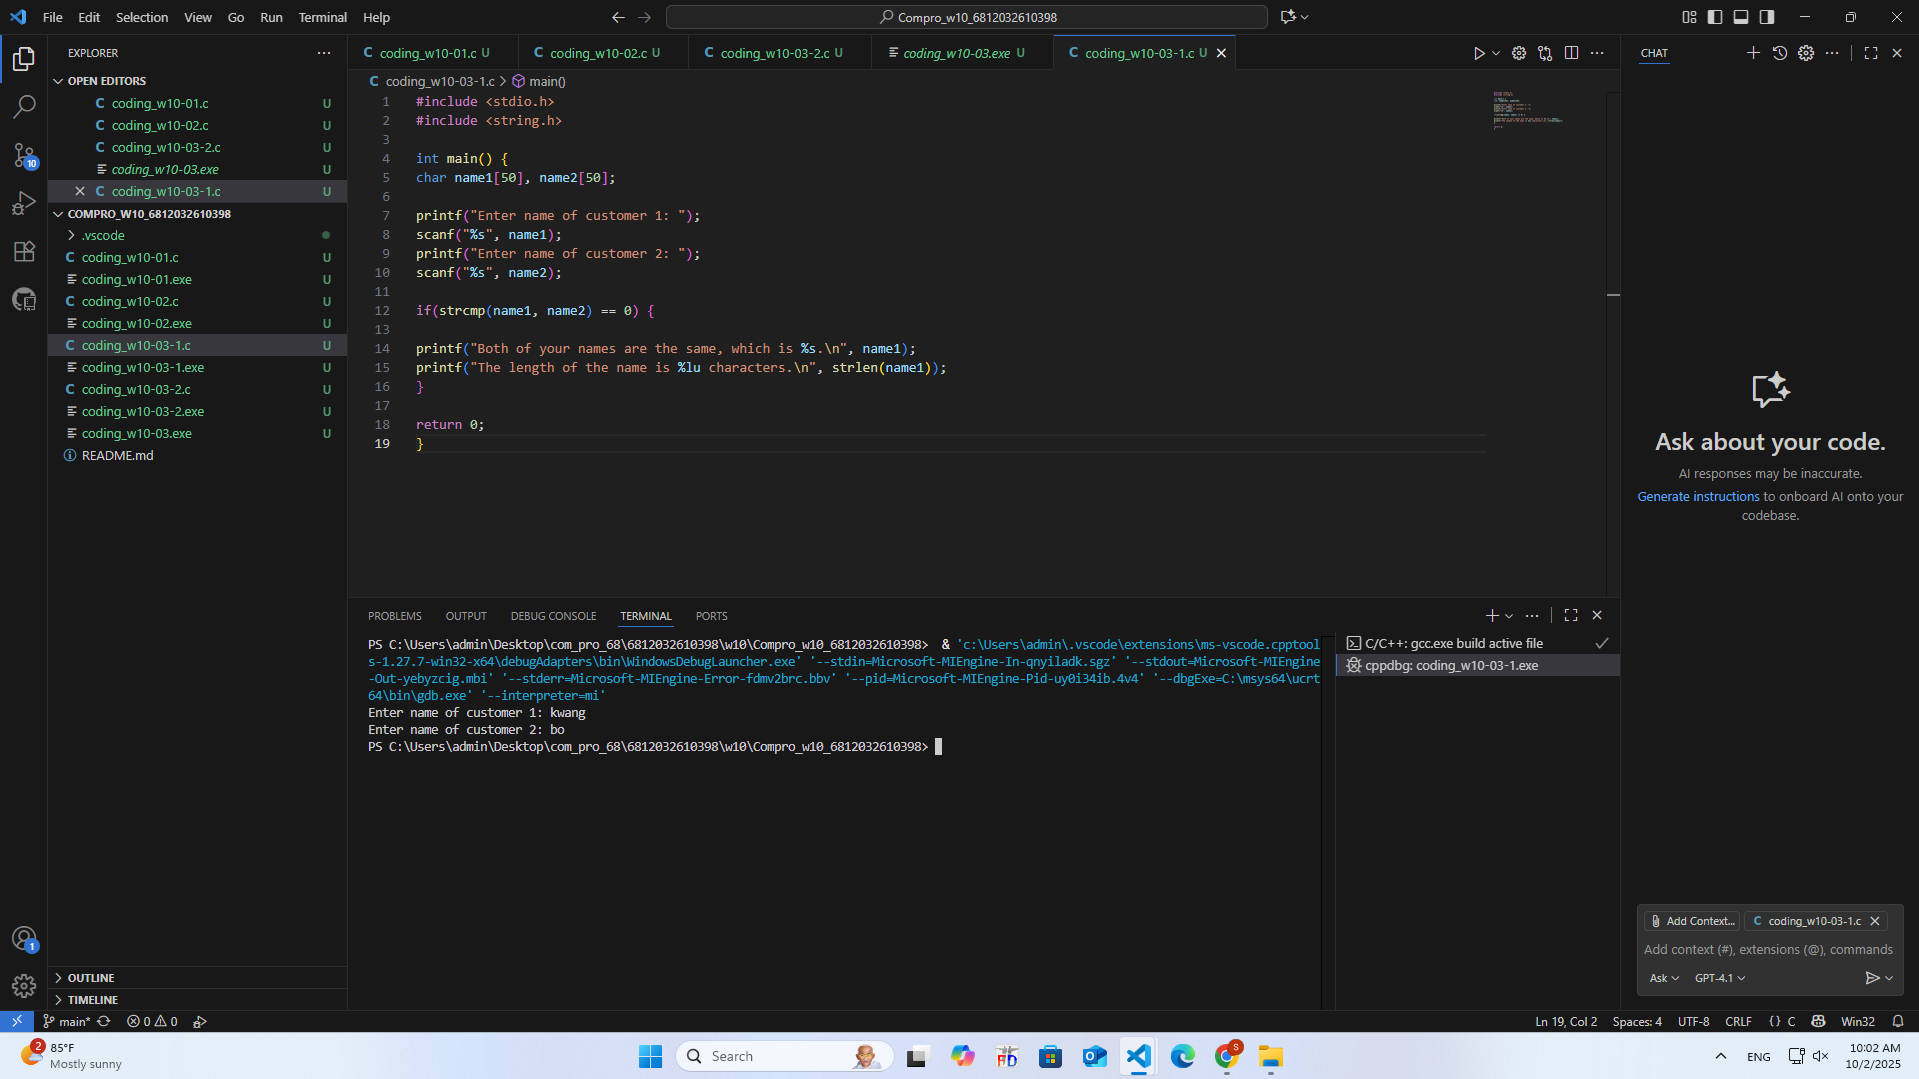 File Edit Selection View Go Run Terminal Help
Compro_w10_6812032610398
EXPLORER
OPEN EDITORS
coding_w10-01.c U
coding_w10-02.c U
coding_w10-03-2.c U
coding_w10-03.exe U
coding_w10-03-1.c U
COMPRO_W10_6812032610398
.vscode
coding_w10-01.c U
coding_w10-01.exe U
coding_w10-02.c U
coding_w10-02.exe U
coding_w10-03-1.c U
coding_w10-03-1.exe U
coding_w10-03-2.c U
coding_w10-03-2.exe U
coding_w10-03.exe U
README.md
OUTLINE
TIMELINE
10
1
coding_w10-01.c U coding_w10-02.c U coding_w10-03-2.c U coding_w10-03.exe U coding_w10-03-1.c U
coding_w10-03-1.c > main()
1 #include <stdio.h>
2 #include <string.h>
3
4 int main() {
5 char name1[50], name2[50];
6
7 printf("Enter name of customer 1: ");
8 scanf("%s", name1);
9 printf("Enter name of customer 2: ");
10 scanf("%s", name2);
11
12 if(strcmp(name1, name2) == 0) {
13
14 printf("Both of your names are the same, which is %s.\n", name1);
15 printf("The length of the name is %lu characters.\n", strlen(name1));
16 }
17
18 return 0;
19 }
PROBLEMS OUTPUT DEBUG CONSOLE TERMINAL PORTS
PS C:\Users\admin\Desktop\com_pro_68\6812032610398\w10\Compro_w10_6812032610398> & 'c:\Users\admin\.vscode\extensions\ms-vscode.cpptool
s-1.27.7-win32-x64\debugAdapters\bin\WindowsDebugLauncher.exe' '--stdin=Microsoft-MIEngine-In-qnyiladk.sgz' '--stdout=Microsoft-MIEngine
-Out-yebyzcig.mbi' '--stderr=Microsoft-MIEngine-Error-fdmv2brc.bbv' '--pid=Microsoft-MIEngine-Pid-uy0i34ib.4v4' '--dbgExe=C:\msys64\ucrt
64\bin\gdb.exe' '--interpreter=mi'
Enter name of customer 1: kwang
Enter name of customer 2: bo
PS C:\Users\admin\Desktop\com_pro_68\6812032610398\w10\Compro_w10_6812032610398>
C/C++: gcc.exe build active file
cppdbg: coding_w10-03-1.exe
CHAT
Ask about your code.
AI responses may be inaccurate.
Generate instructions to onboard AI onto your
codebase.
Add Context... coding_w10-03-1.c
Add context (#), extensions (@), commands
Ask GPT-4.1
main* 0 0
Ln 19, Col 2 Spaces: 4 UTF-8 CRLF {} C Win32
2
85°F
Mostly sunny
Search
S
ENG
10:02 AM
10/2/2025